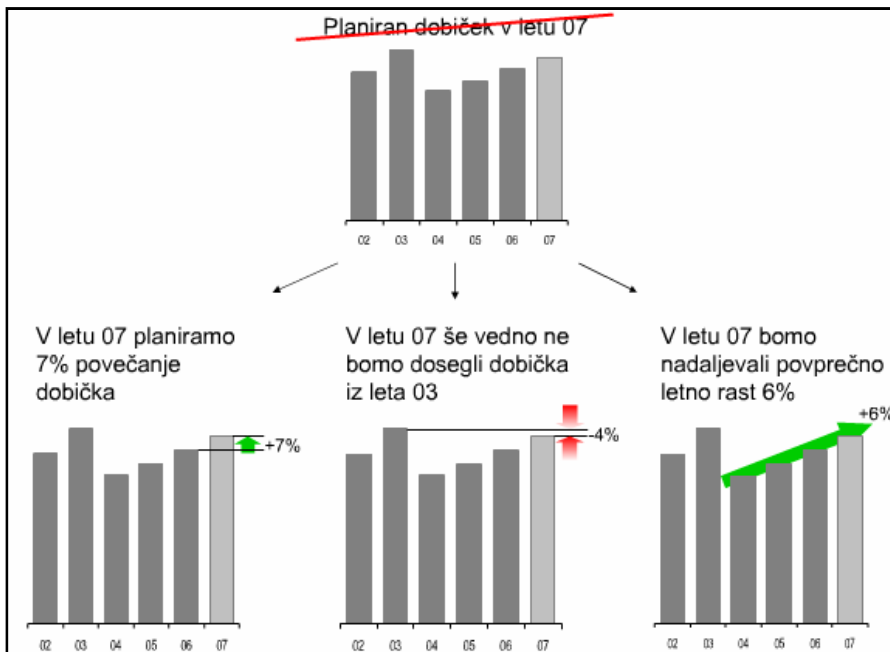 Planiran dobiček v letu 07
02 03 04 05 06 07
V letu 07 planiramo
7% povečanje
dobička
+7%
02 03 04 05 06 07
V letu 07 še vedno ne
bomo dosegli dobička
iz leta 03
-4%
02 03 04 05 06 07
V letu 07 bomo
nadaljevali povprečno
letno rast 6%
+6%
02 03 04 05 06 07